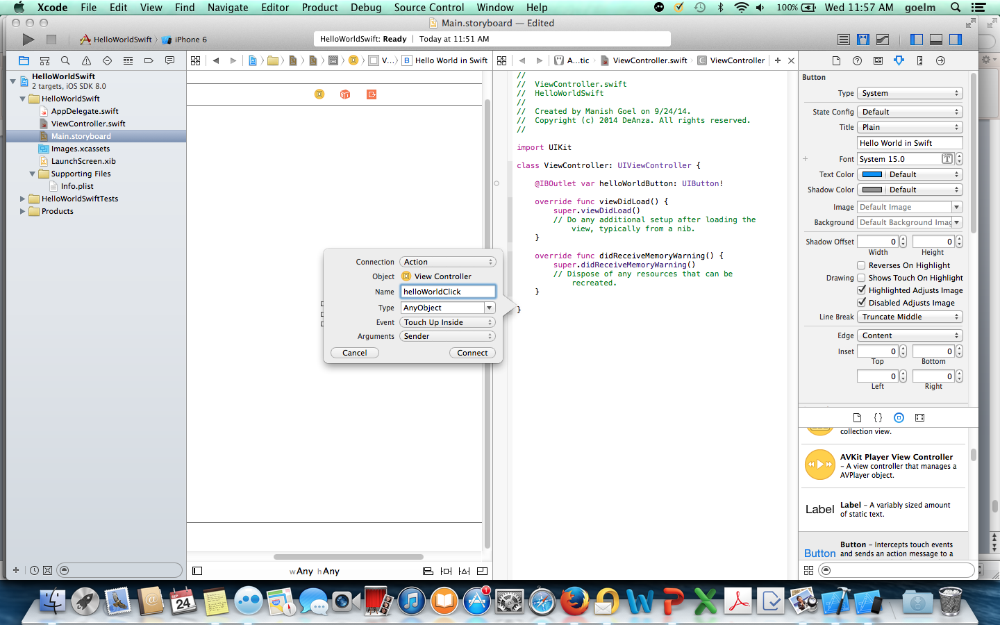 Xcode File Edit View Find Navigate Editor Product Debug Source Control Window Help 100% Wed 11:57 AM goelm
Main.storyboard — Edited
HelloWorldSwift iPhone 6 HelloWorldSwift: Ready Today at 11:51 AM
V... B Hello World in Swift A...tic ViewController.swift C ViewController
HelloWorldSwift
2 targets, iOS SDK 8.0
HelloWorldSwift
AppDelegate.swift
ViewController.swift
Main.storyboard
Images.xcassets
LaunchScreen.xib
Supporting Files
Info.plist
HelloWorldSwiftTests
Products
Connection Action
Object View Controller
Name helloWorldClick
Type AnyObject
Event Touch Up Inside
Arguments Sender
Cancel Connect
wAny hAny
//
// ViewController.swift
// HelloWorldSwift
//
// Created by Manish Goel on 9/24/14.
// Copyright (c) 2014 DeAnza. All rights reserved.
//
import UIKit
class ViewController: UIViewController {
@IBOutlet var helloWorldButton: UIButton!
override func viewDidLoad() {
super.viewDidLoad()
// Do any additional setup after loading the
view, typically from a nib.
}
override func didReceiveMemoryWarning() {
super.didReceiveMemoryWarning()
// Dispose of any resources that can be
recreated.
}
}
Button
Type System
State Config Default
Title Plain
Hello World in Swift
Font System 15.0 T
Text Color Default
Shadow Color Default
Image Default Image
Background Default Background Imag
Shadow Offset 0 0
Width Height
Reverses On Highlight
Drawing Shows Touch On Highlight
Highlighted Adjusts Image
Disabled Adjusts Image
Line Break Truncate Middle
Edge Content
Inset 0 0
Top Bottom
0 0
Left Right
{}
collection view.
AVKit Player View Controller
– A view controller that manages a
AVPlayer object.
Label Label – A variably sized amount
of static text.
Button Button – Intercepts touch events
and sends an action message to a
SEP
24
1